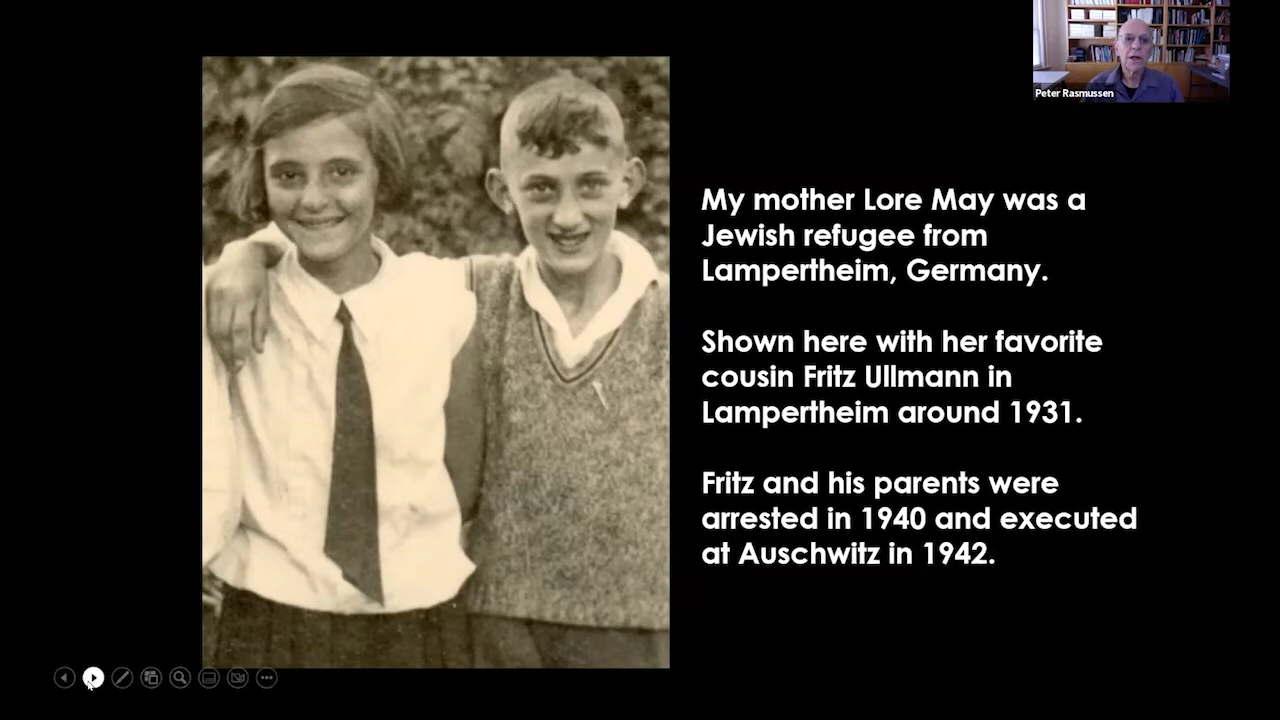 Peter Rasmussen
My mother Lore May was a
Jewish refugee from
Lampertheim, Germany.
Shown here with her favorite
cousin Fritz Ullmann in
Lampertheim around 1931.
Fritz and his parents were
arrested in 1940 and executed
at Auschwitz in 1942.